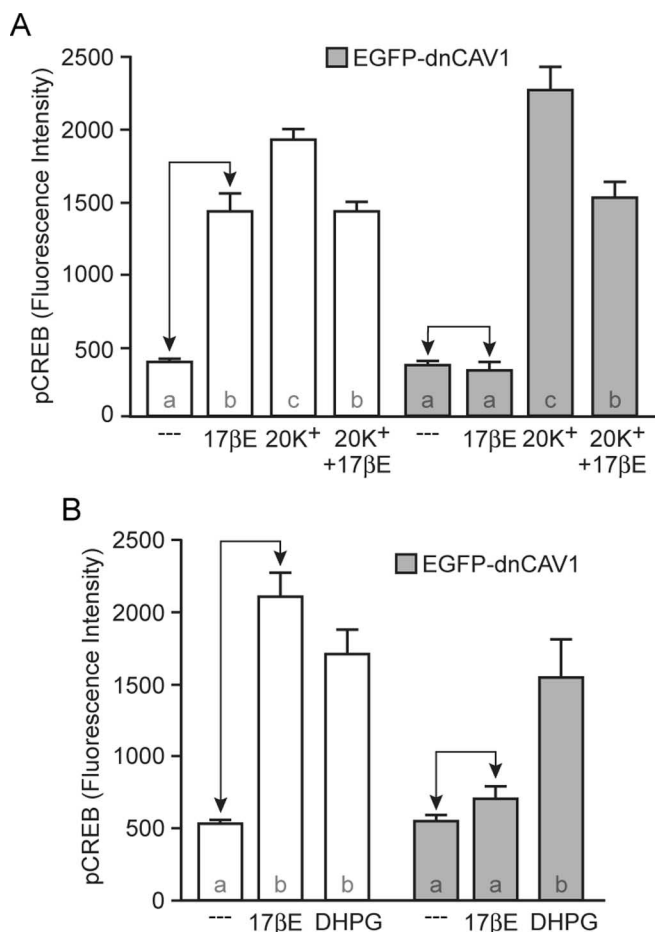 A
EGFP-dnCAV1
pCREB (Fluorescence Intensity)
2500
2000
1500
1000
500
0
a b c b a a c b
--- 17βE 20K⁺ 20K⁺ --- 17βE 20K⁺ 20K⁺
+17βE +17βE
B
EGFP-dnCAV1
pCREB (Fluorescence Intensity)
2500
2000
1500
1000
500
0
a b b a a b
--- 17βE DHPG --- 17βE DHPG